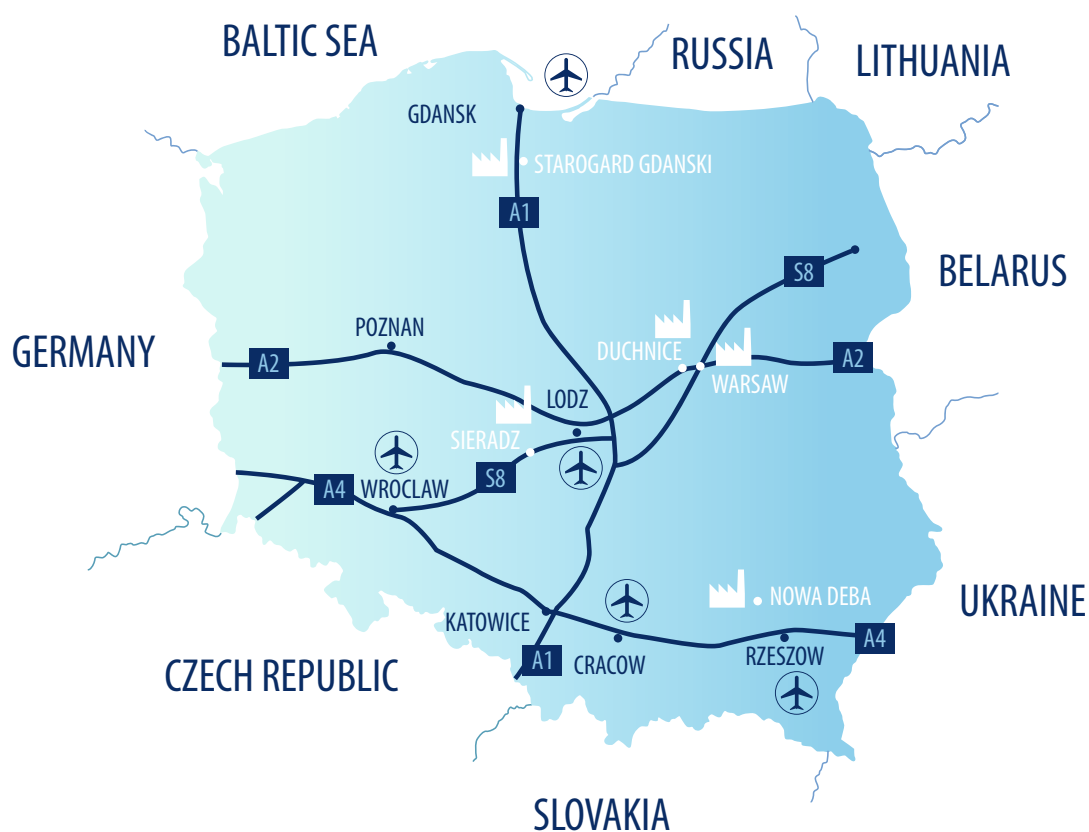 BALTIC SEA
RUSSIA
LITHUANIA
GDANSK
STAROGARD GDANSKI
A1
S8
BELARUS
POZNAN
GERMANY
A2
DUCHNICE
A2
WARSAW
LODZ
SIERADZ
S8
A4
WROCLAW
NOWA DEBA
UKRAINE
KATOWICE
A4
A1
CRACOW
RZESZOW
CZECH REPUBLIC
SLOVAKIA